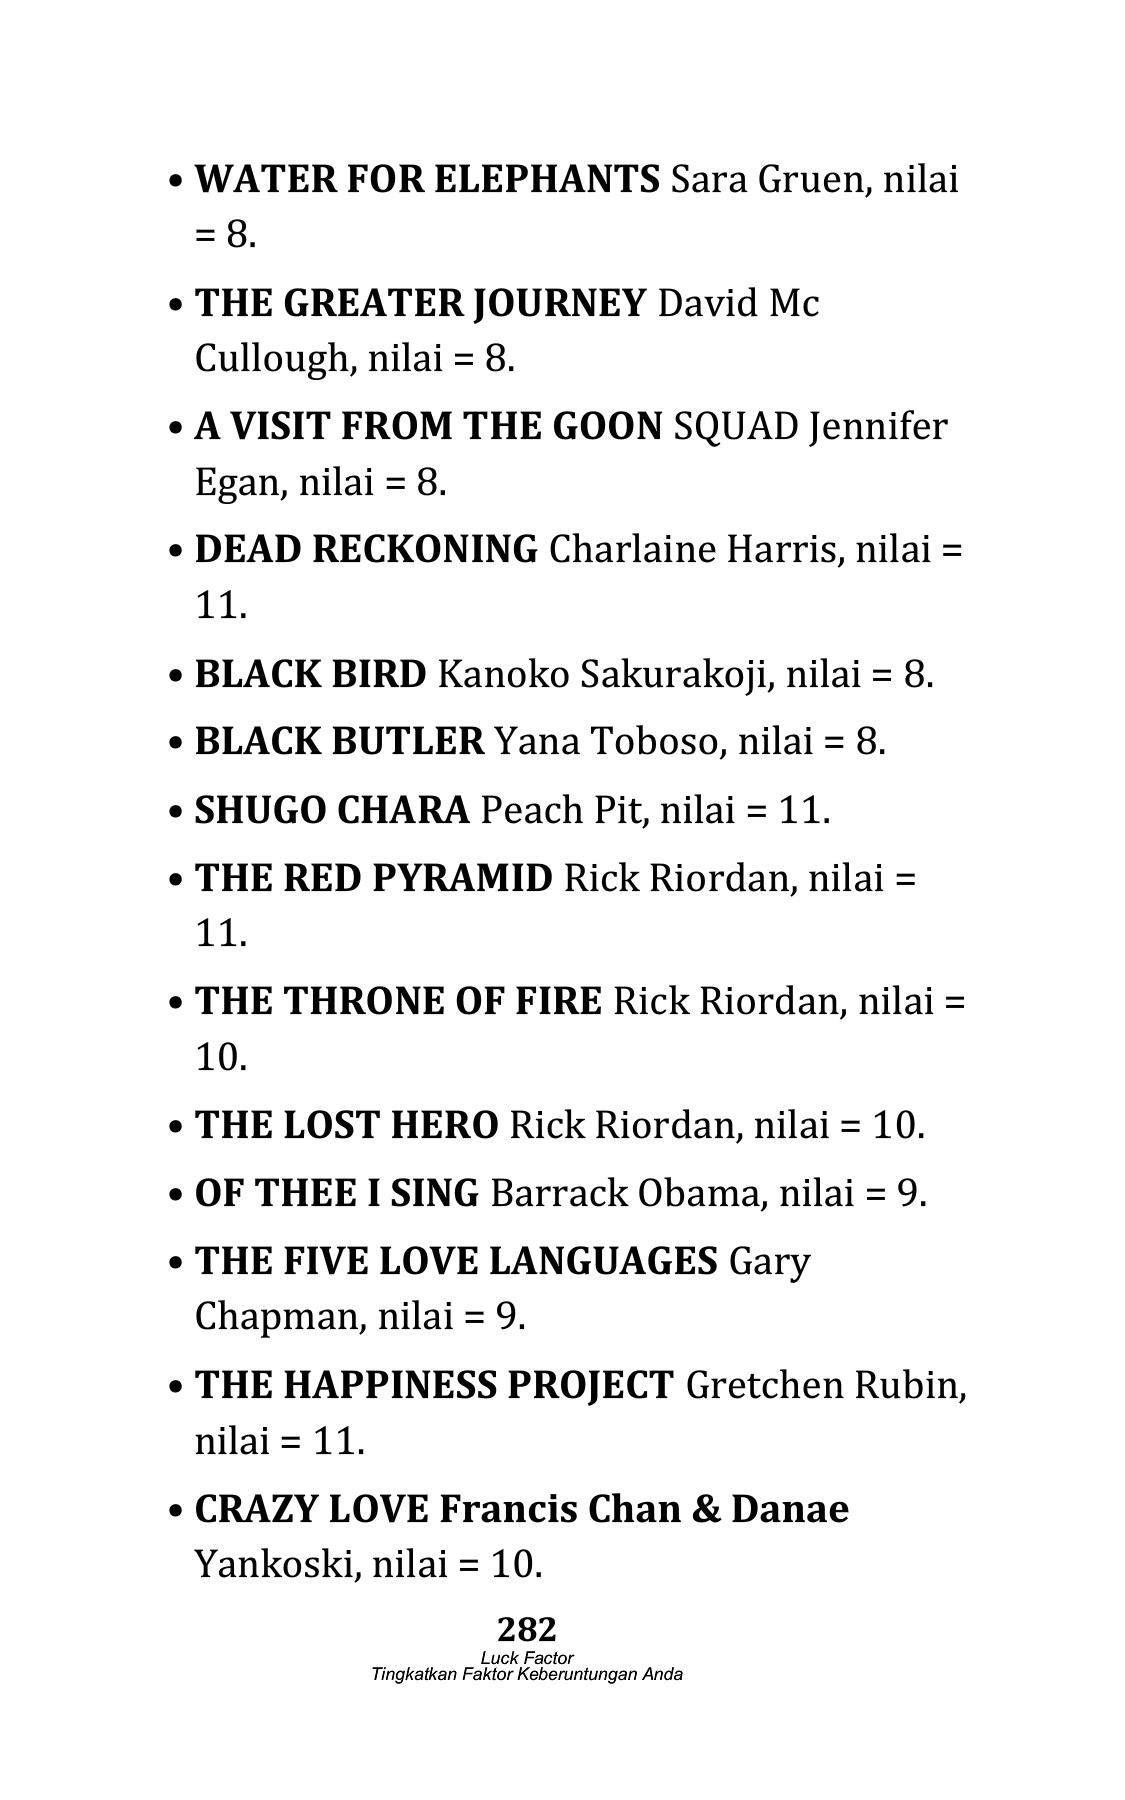 • WATER FOR ELEPHANTS Sara Gruen, nilai
= 8.
• THE GREATER JOURNEY David Mc
Cullough, nilai = 8.
• A VISIT FROM THE GOON SQUAD Jennifer
Egan, nilai = 8.
• DEAD RECKONING Charlaine Harris, nilai =
11.
• BLACK BIRD Kanoko Sakurakoji, nilai = 8.
• BLACK BUTLER Yana Toboso, nilai = 8.
• SHUGO CHARA Peach Pit, nilai = 11.
• THE RED PYRAMID Rick Riordan, nilai =
11.
• THE THRONE OF FIRE Rick Riordan, nilai =
10.
• THE LOST HERO Rick Riordan, nilai = 10.
• OF THEE I SING Barrack Obama, nilai = 9.
• THE FIVE LOVE LANGUAGES Gary
Chapman, nilai = 9.
• THE HAPPINESS PROJECT Gretchen Rubin,
nilai = 11.
• CRAZY LOVE Francis Chan & Danae
Yankoski, nilai = 10.
282
Luck Factor
Tingkatkan Faktor Keberuntungan Anda